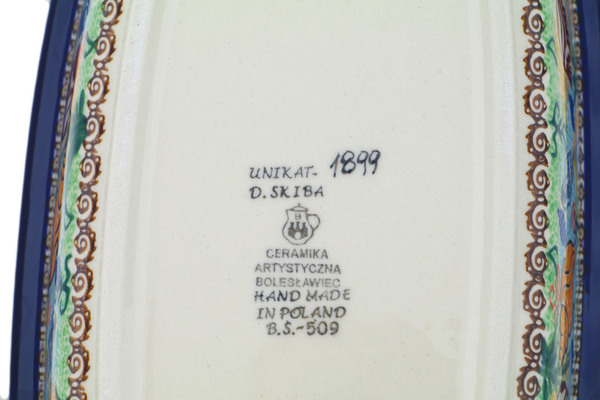 UNIKAT- 1899
D. SKIBA
B
CERAMIKA
ARTYSTYCZNA
BOLESŁAWIEC
HAND MADE
IN POLAND
B.S.-509